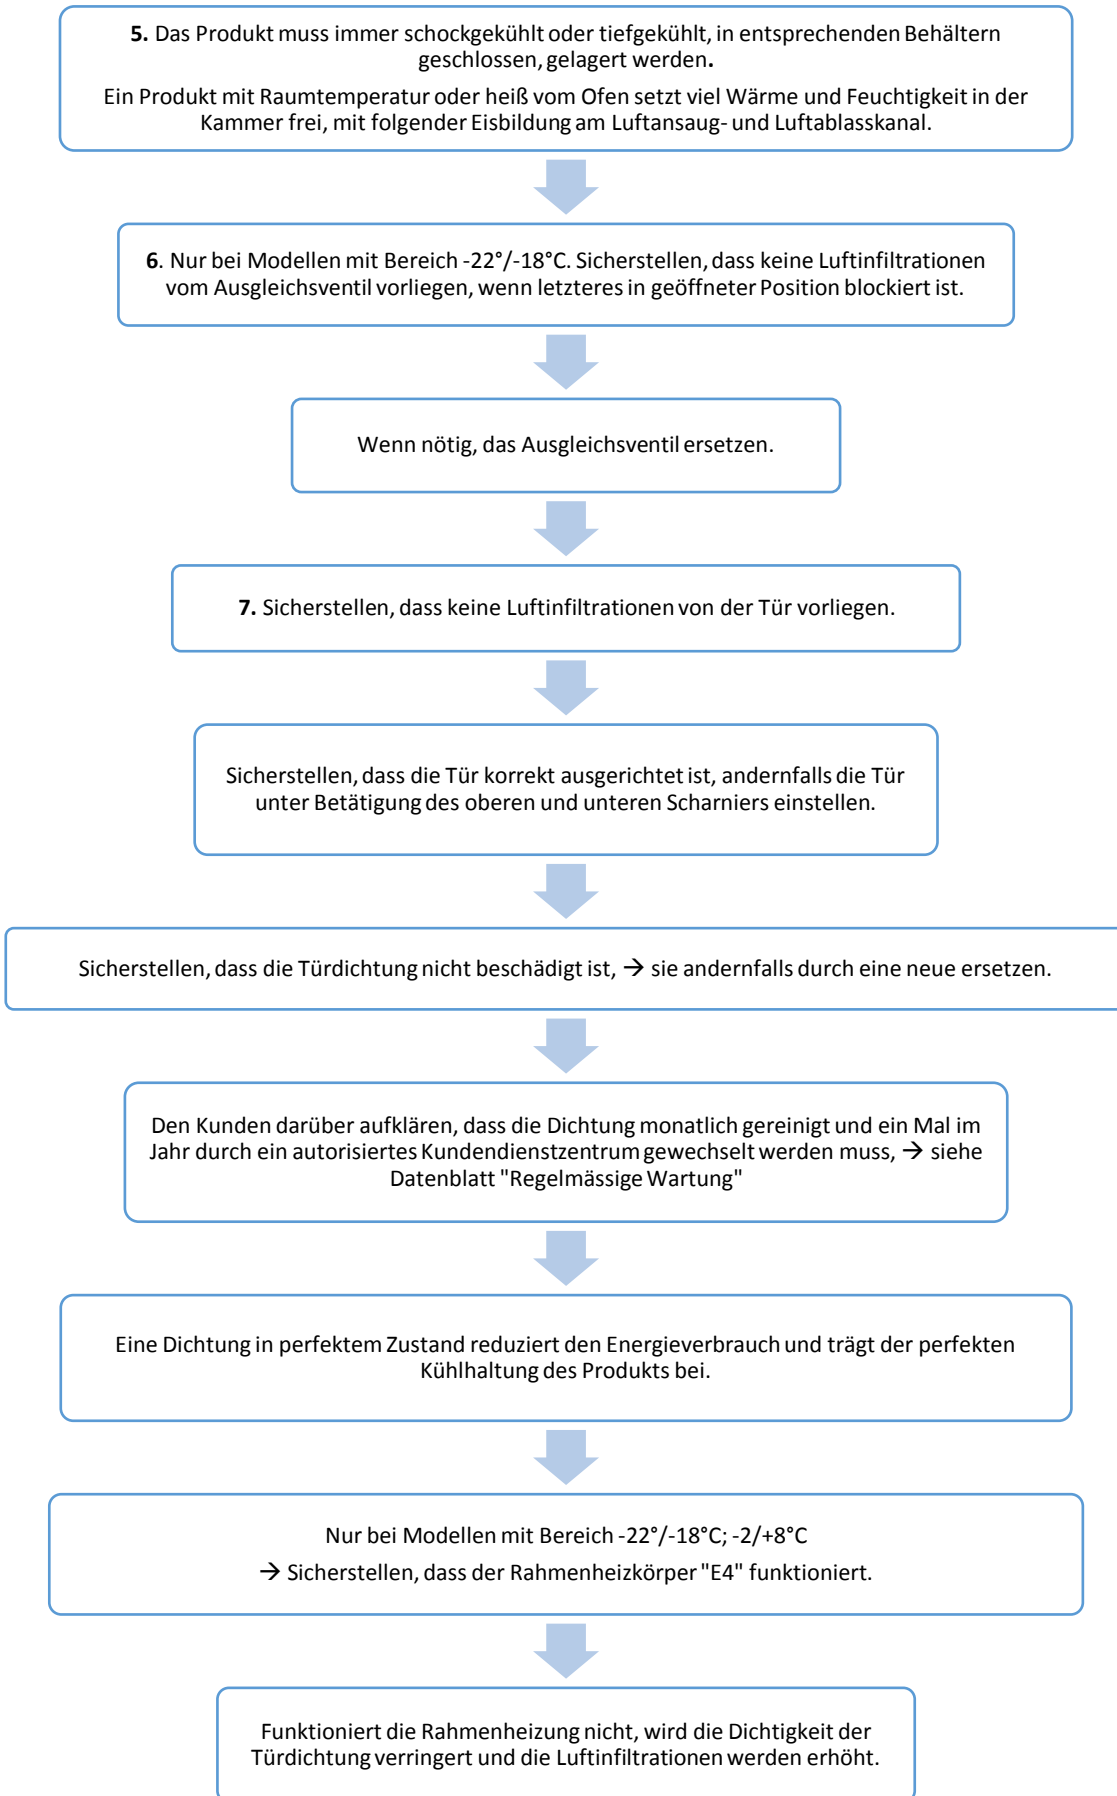 5. Das Produkt muss immer schockgekühlt oder tiefgekühlt, in entsprechenden Behältern
geschlossen, gelagert werden.
Ein Produkt mit Raumtemperatur oder heiß vom Ofen setzt viel Wärme und Feuchtigkeit in der
Kammer frei, mit folgender Eisbildung am Luftansaug- und Luftablasskanal.
6. Nur bei Modellen mit Bereich -22°/-18°C. Sicherstellen, dass keine Luftinfiltrationen
vom Ausgleichsventil vorliegen, wenn letzteres in geöffneter Position blockiert ist.
Wenn nötig, das Ausgleichsventil ersetzen.
7. Sicherstellen, dass keine Luftinfiltrationen von der Tür vorliegen.
Sicherstellen, dass die Tür korrekt ausgerichtet ist, andernfalls die Tür
unter Betätigung des oberen und unteren Scharniers einstellen.
Sicherstellen, dass die Türdichtung nicht beschädigt ist, → sie andernfalls durch eine neue ersetzen.
Den Kunden darüber aufklären, dass die Dichtung monatlich gereinigt und ein Mal im
Jahr durch ein autorisiertes Kundendienstzentrum gewechselt werden muss, → siehe
Datenblatt "Regelmässige Wartung"
Eine Dichtung in perfektem Zustand reduziert den Energieverbrauch und trägt der perfekten
Kühlhaltung des Produkts bei.
Nur bei Modellen mit Bereich -22°/-18°C; -2/+8°C
→ Sicherstellen, dass der Rahmenheizkörper "E4" funktioniert.
Funktioniert die Rahmenheizung nicht, wird die Dichtigkeit der
Türdichtung verringert und die Luftinfiltrationen werden erhöht.